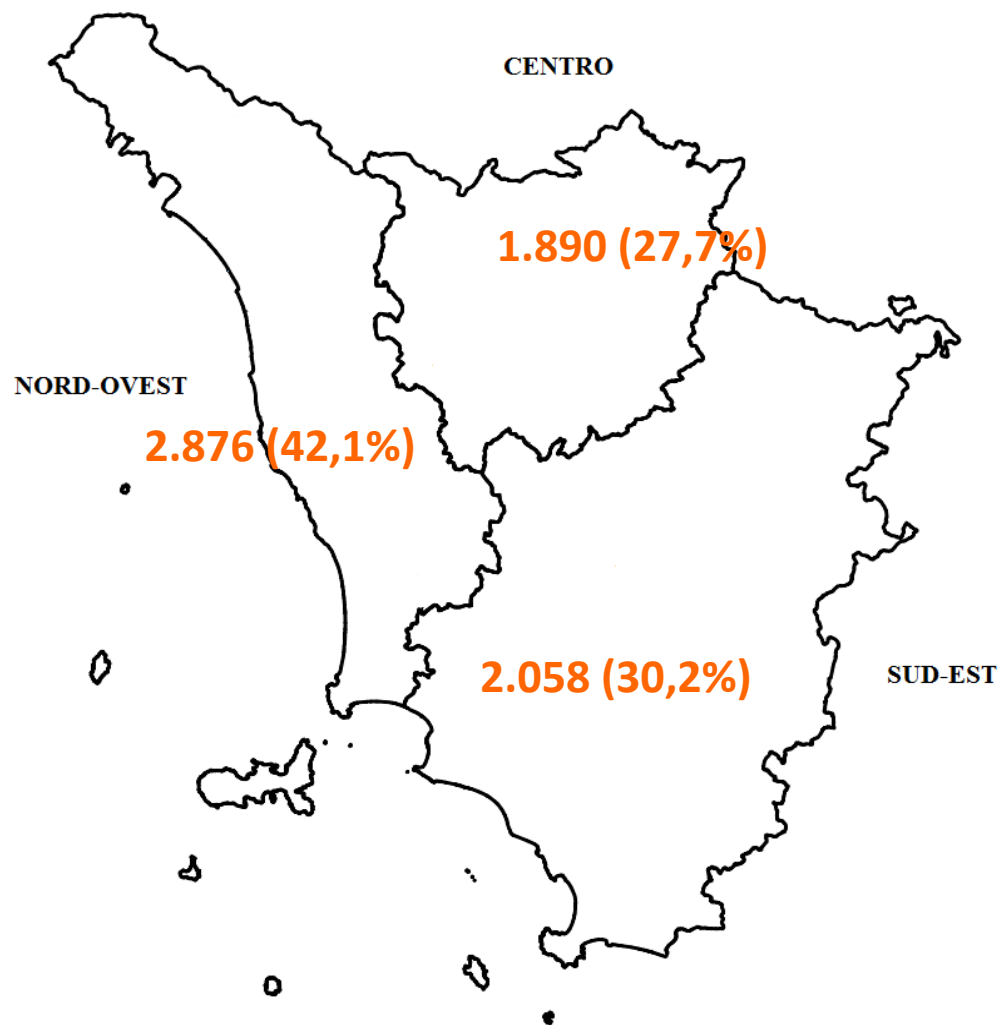 CENTRO
1.890 (27,7%)
NORD-OVEST
2.876 (42,1%)
2.058 (30,2%)
SUD-EST